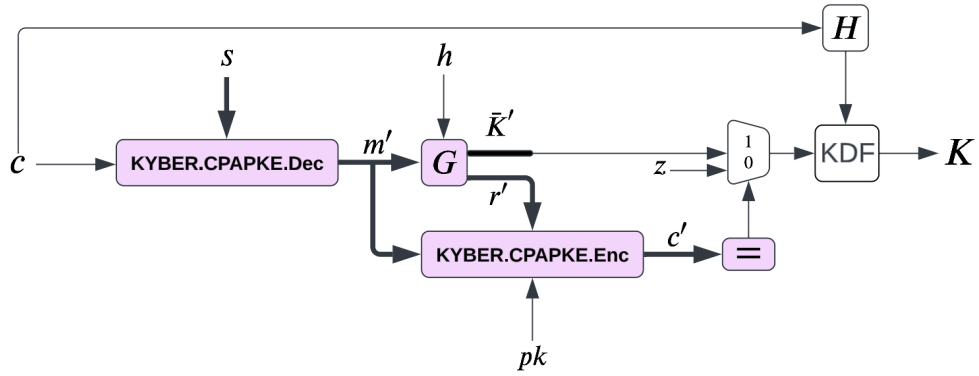 H
s
h
c
KYBER.CPAPKE.Dec
m′
G
K̄′
r′
z
1
0
KDF
K
KYBER.CPAPKE.Enc
c′
=
pk